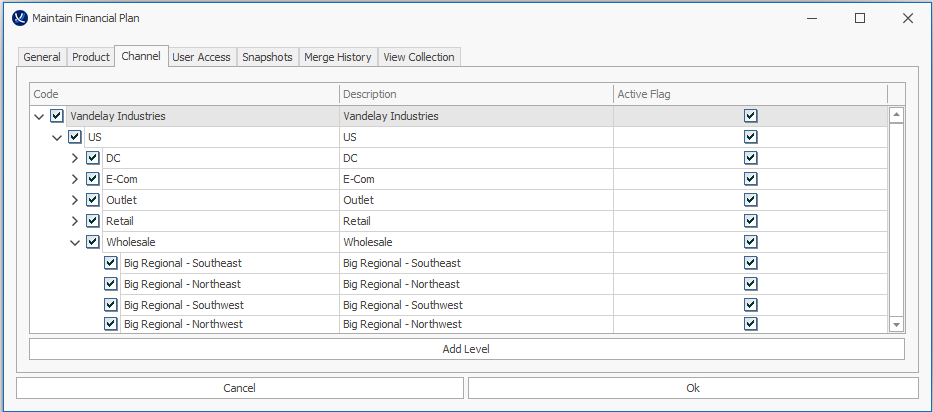 Maintain Financial Plan
General Product Channel User Access Snapshots Merge History View Collection
Code Description Active Flag
Vandelay Industries Vandelay Industries
US US
DC DC
E-Com E-Com
Outlet Outlet
Retail Retail
Wholesale Wholesale
Big Regional - Southeast Big Regional - Southeast
Big Regional - Northeast Big Regional - Northeast
Big Regional - Southwest Big Regional - Southwest
Big Regional - Northwest Big Regional - Northwest
Add Level
Cancel Ok